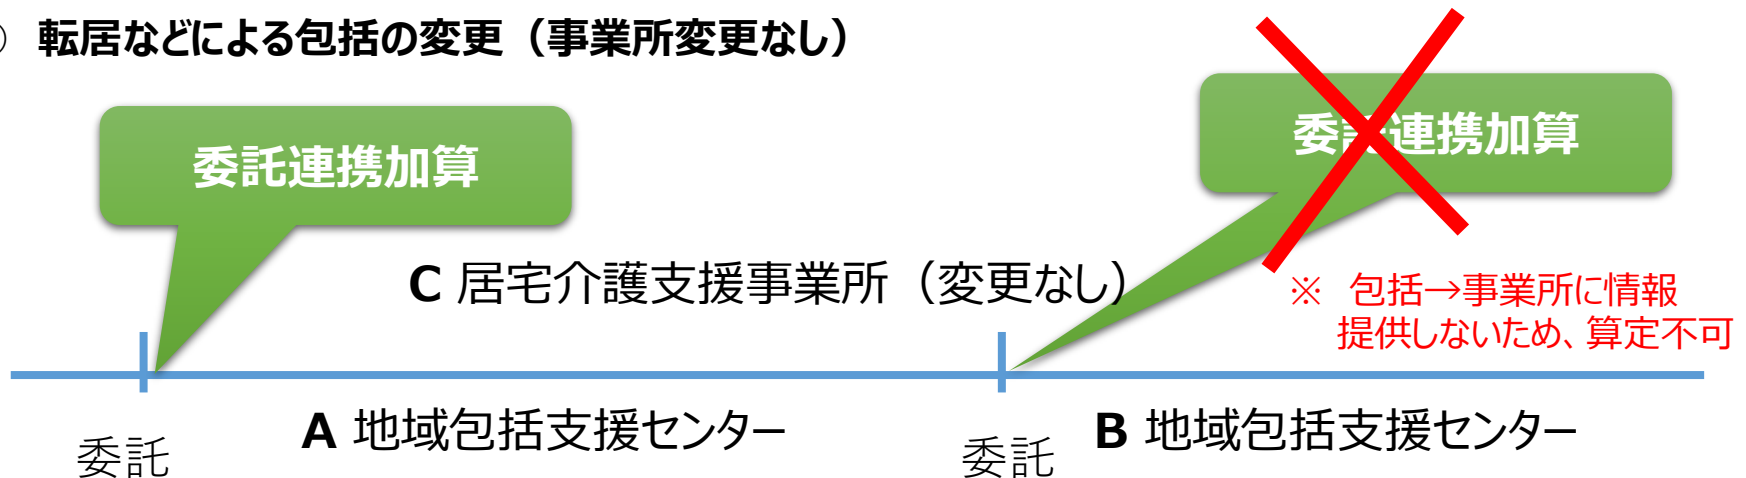 転居などによる包括の変更（事業所変更なし）
委託連携加算
委託連携加算
C 居宅介護支援事業所（変更なし）
※ 包括→事業所に情報
提供しないため、算定不可
A 地域包括支援センター
B 地域包括支援センター
委託
委託